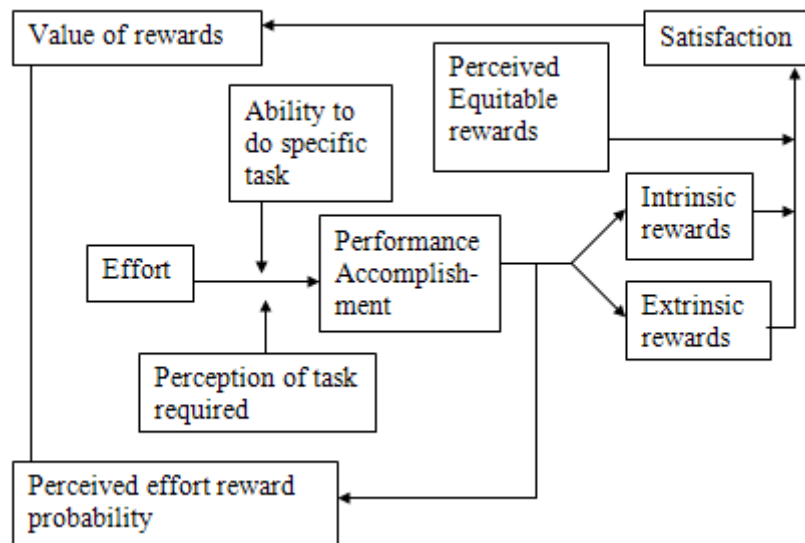 Value of rewards
Satisfaction
Perceived
Equitable
rewards
Ability to
do specific
task
Intrinsic
rewards
Performance
Accomplish-
ment
Effort
Extrinsic
rewards
Perception of task
required
Perceived effort reward
probability